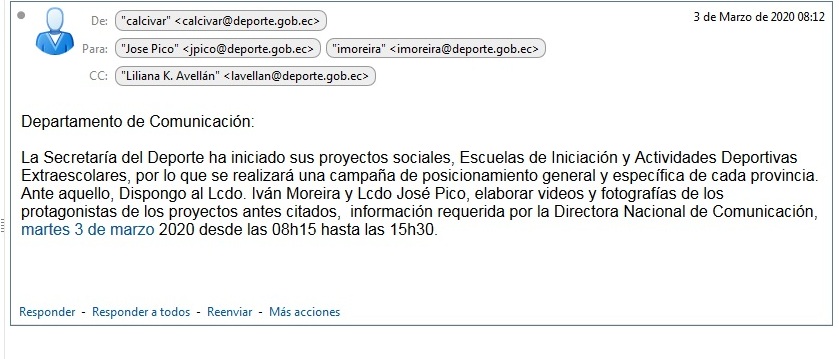 De: "calcivar" <calcivar@deporte.gob.ec> 3 de Marzo de 2020 08:12
Para: "Jose Pico" <jpico@deporte.gob.ec> "imoreira" <imoreira@deporte.gob.ec>
CC: "Liliana K. Avellán" <lavellan@deporte.gob.ec>
Departamento de Comunicación:
La Secretaría del Deporte ha iniciado sus proyectos sociales, Escuelas de Iniciación y Actividades Deportivas
Extraescolares, por lo que se realizará una campaña de posicionamiento general y específica de cada provincia.
Ante aquello, Dispongo al Lcdo. Iván Moreira y Lcdo José Pico, elaborar videos y fotografías de los
protagonistas de los proyectos antes citados,  información requerida por la Directora Nacional de Comunicación,
martes 3 de marzo 2020 desde las 08h15 hasta las 15h30.
Responder - Responder a todos - Reenviar - Más acciones